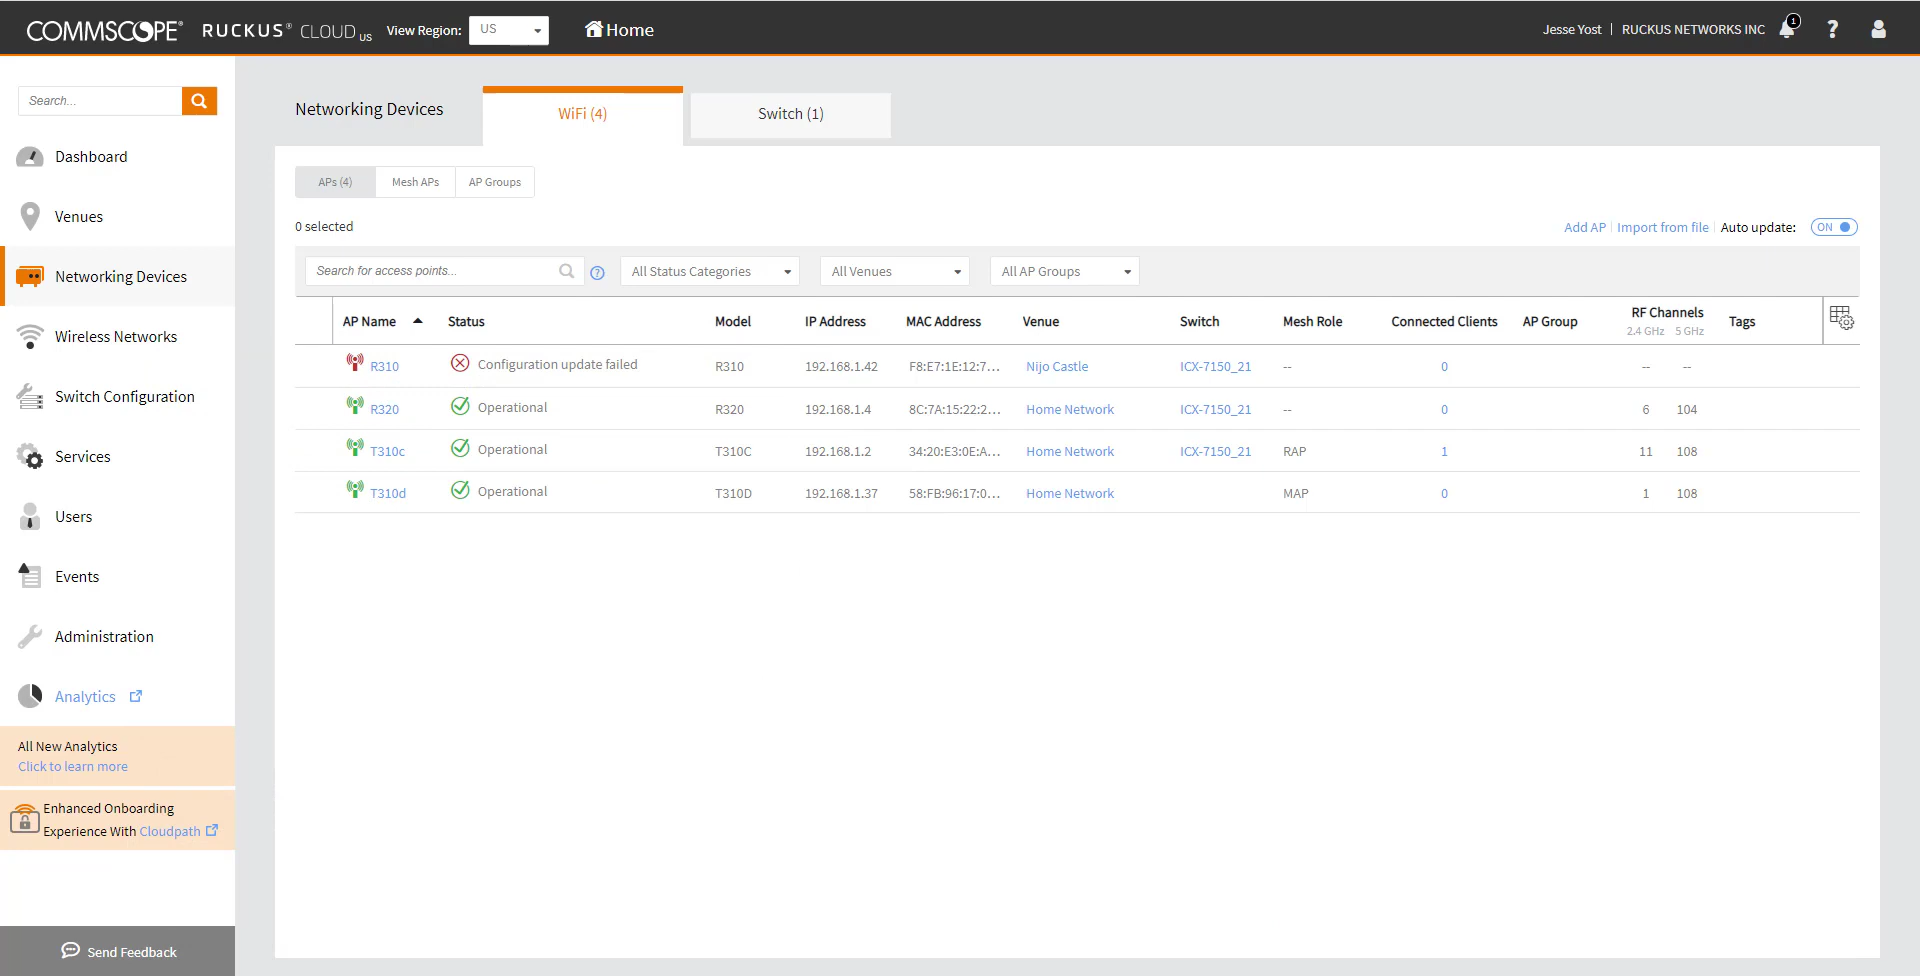 COMMSCOPE® RUCKUS® CLOUD US View Region: US Home Jesse Yost | RUCKUS NETWORKS INC 1 ?
Search...
Dashboard
Venues
Networking Devices
Wireless Networks
Switch Configuration
Services
Users
Events
Administration
Analytics
All New Analytics
Click to learn more
Enhanced Onboarding
Experience With Cloudpath
Send Feedback
Networking Devices WiFi (4) Switch (1)
APs (4) Mesh APs AP Groups
0 selected Add AP | Import from file | Auto update: ON
Search for access points... ? All Status Categories All Venues All AP Groups
AP Name Status Model IP Address MAC Address Venue Switch Mesh Role Connected Clients AP Group RF Channels Tags
2.4 GHz 5 GHz
R310 Configuration update failed R310 192.168.1.42 F8:E7:1E:12:7... Nijo Castle ICX-7150_21 -- 0 -- --
R320 Operational R320 192.168.1.4 8C:7A:15:22:2... Home Network ICX-7150_21 -- 0 6 104
T310c Operational T310C 192.168.1.2 34:20:E3:0E:A... Home Network ICX-7150_21 RAP 1 11 108
T310d Operational T310D 192.168.1.37 58:FB:96:17:0... Home Network MAP 0 1 108